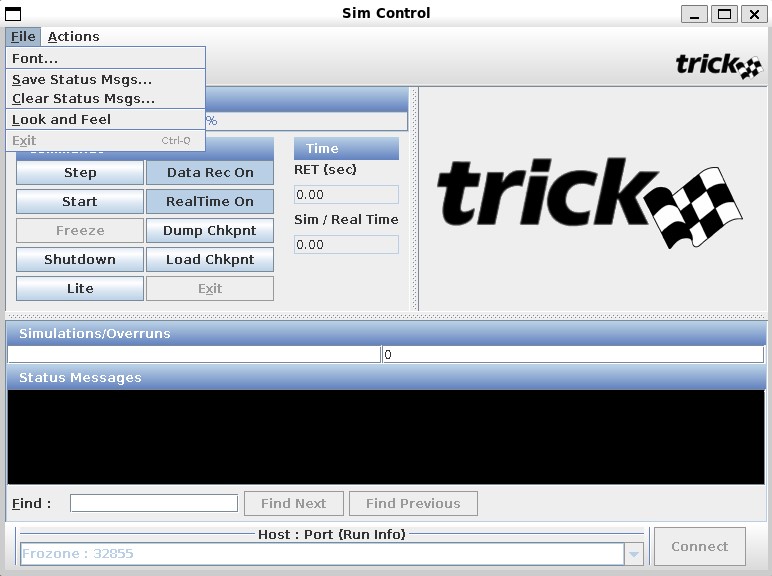 Sim Control
File Actions
Font...
Save Status Msgs...
Clear Status Msgs...
Look and Feel
Exit Ctrl-Q
trick
%
Time
Step Data Rec On
RET {sec}
Start RealTime On
0.00
Freeze Dump Chkpnt
Sim / Real Time
Shutdown Load Chkpnt
0.00
Lite Exit
trick
Simulations/Overruns
0
Status Messages
Find : Find Next Find Previous
Host : Port {Run Info}
Frozone : 32855
Connect